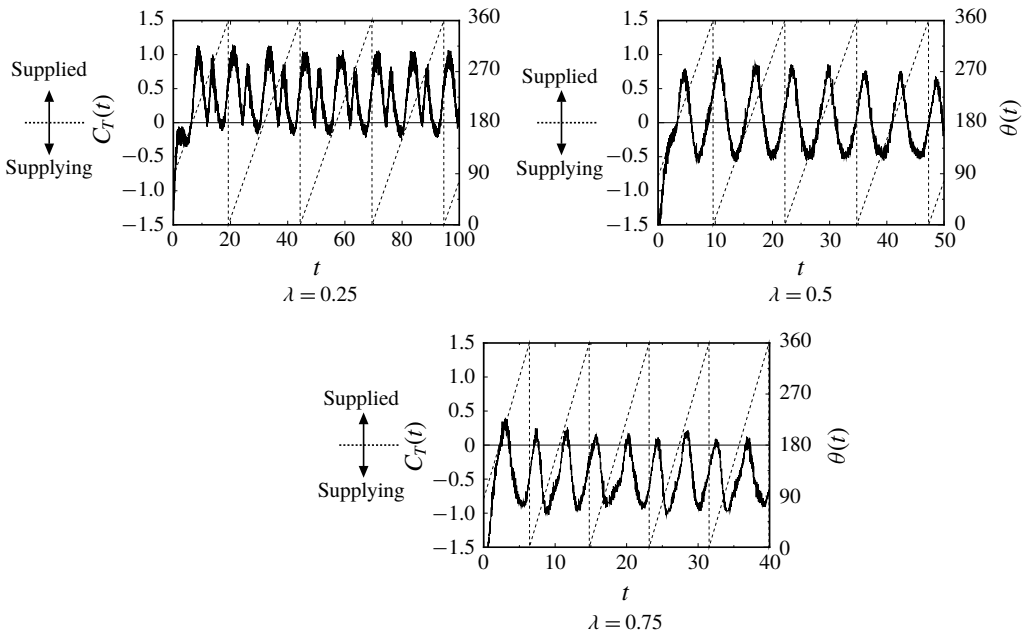 1.5 360
1.0
Supplied 270
0.5
C_T(t) 0 180
−0.5
Supplying 90
−1.0
−1.5 0
0 20 40 60 80 100
t
λ = 0.25
1.5 360
1.0
Supplied 270
0.5
0 180 θ(t)
−0.5
Supplying 90
−1.0
−1.5 0
0 10 20 30 40 50
t
λ = 0.5
1.5 360
1.0
270
Supplied 0.5
C_T(t) 0 180 θ(t)
−0.5
Supplying 90
−1.0
−1.5 0
0 10 20 30 40
t
λ = 0.75